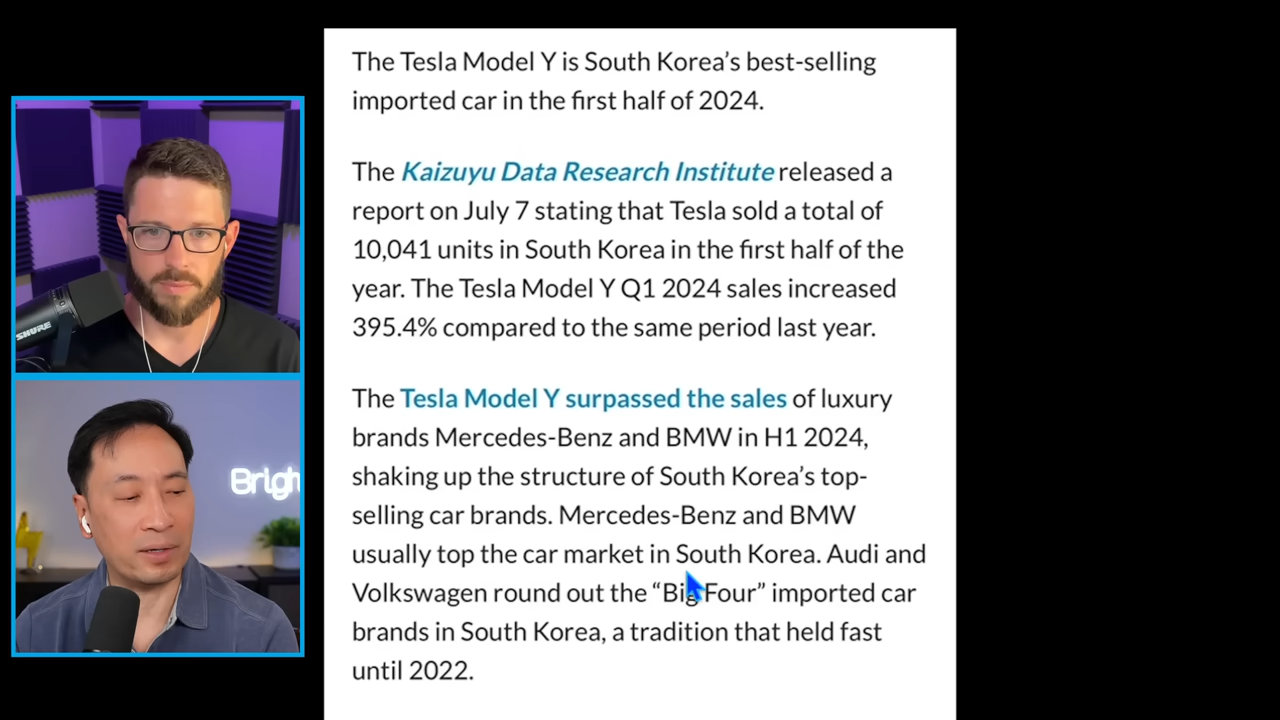 The Tesla Model Y is South Korea’s best-selling
imported car in the first half of 2024.
The Kaizuyu Data Research Institute released a
report on July 7 stating that Tesla sold a total of
10,041 units in South Korea in the first half of the
year. The Tesla Model Y Q1 2024 sales increased
395.4% compared to the same period last year.
The Tesla Model Y surpassed the sales of luxury
brands Mercedes-Benz and BMW in H1 2024,
shaking up the structure of South Korea’s top-
selling car brands. Mercedes-Benz and BMW
usually top the car market in South Korea. Audi and
Volkswagen round out the “Big Four” imported car
brands in South Korea, a tradition that held fast
until 2022.
SHURE
Brigh